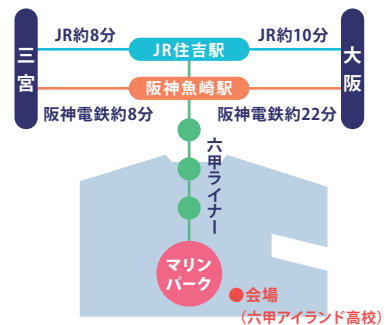 JR約8分
JR約10分
三宮
JR住吉駅
大阪
阪神魚崎駅
阪神電鉄約8分
阪神電鉄約22分
六甲ライナー
マリン
パーク
●会場
(六甲アイランド高校)